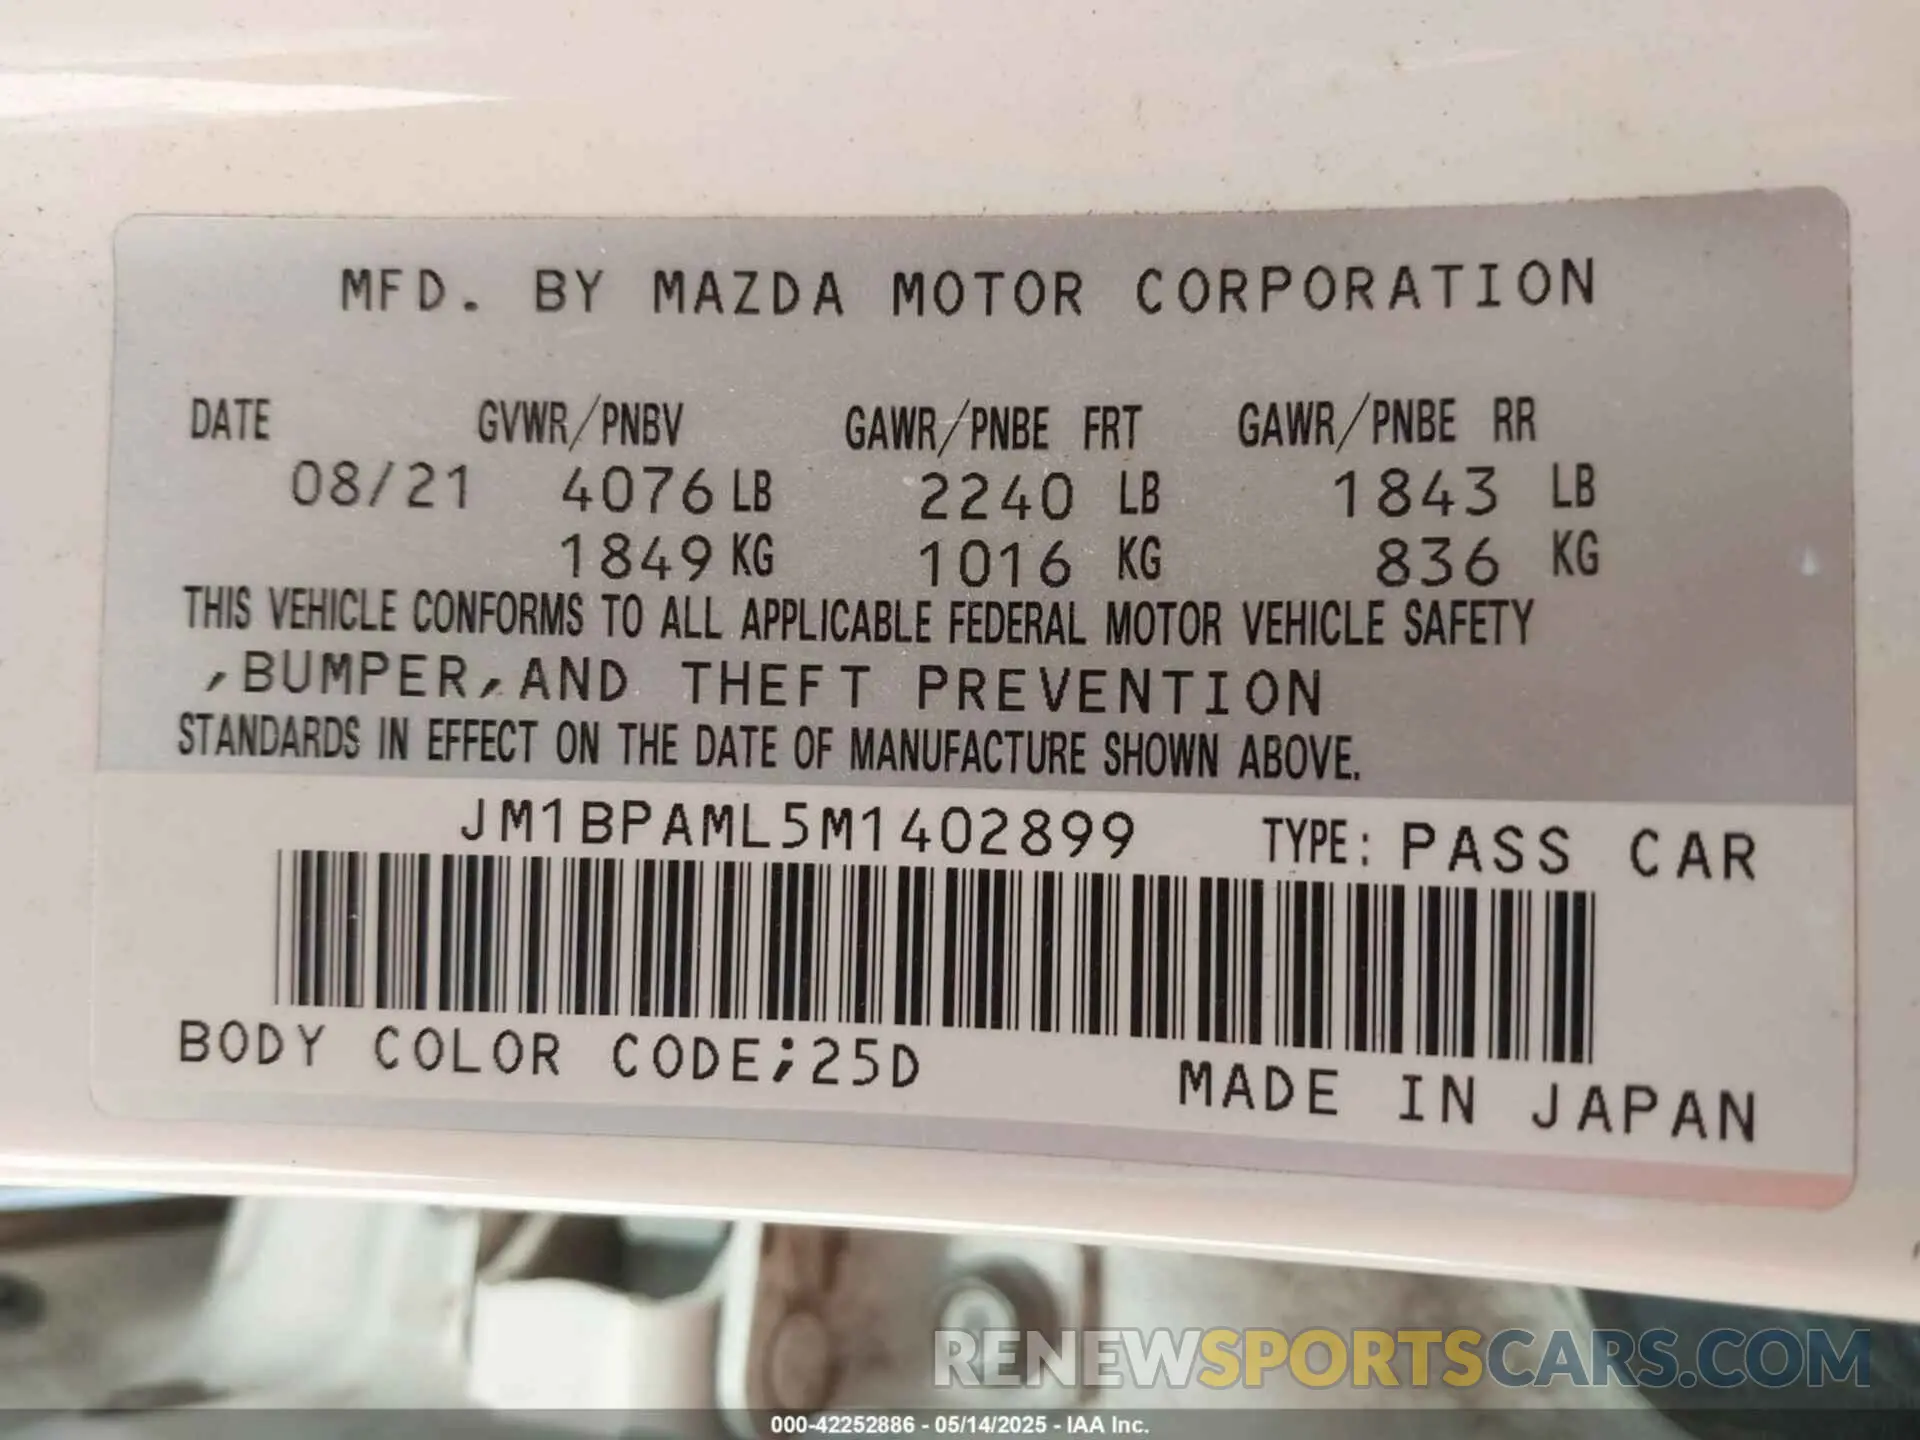 MFD. BY MAZDA MOTOR CORPORATION
DATE GVWR/PNBV GAWR/PNBE FRT GAWR/PNBE RR
08/21 4076 LB 2240 LB 1843 LB
1849 KG 1016 KG 836 KG
THIS VEHICLE CONFORMS TO ALL APPLICABLE FEDERAL MOTOR VEHICLE SAFETY
,BUMPER,AND THEFT PREVENTION
STANDARDS IN EFFECT ON THE DATE OF MANUFACTURE SHOWN ABOVE.
JM1BPAML5M1402899 TYPE: PASS CAR
BODY COLOR CODE;25D
MADE IN JAPAN
RENEWSPORTSCARS.COM
000-42252886 - 05/14/2025 - IAA Inc.